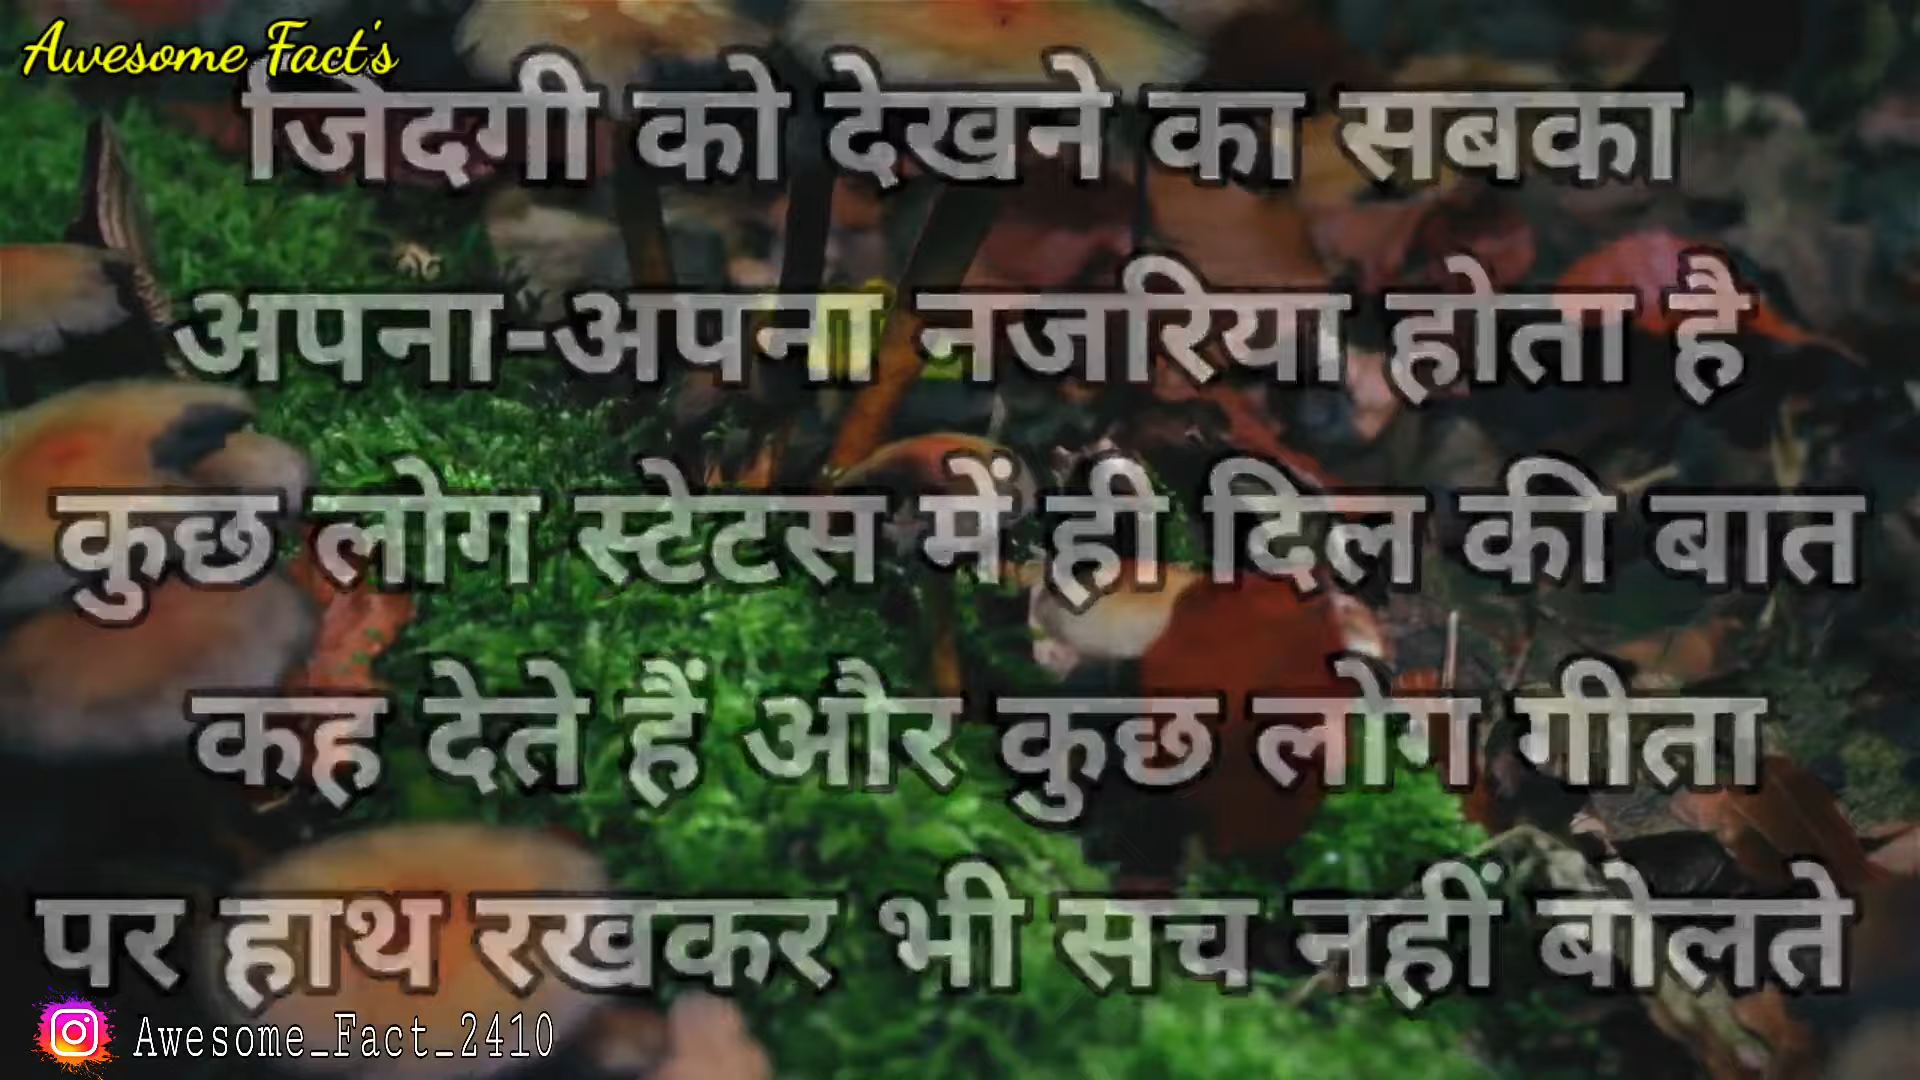 Awesome Fact's
जिंदगी को देखने का सबका
अपना-अपना नजरिया होता है
कुछ लोग स्टेटस में ही दिल की बात
कह देते हैं और कुछ लोग गीता
पर हाथ रखकर भी सच नहीं बोलते
Awesome_Fact_2410